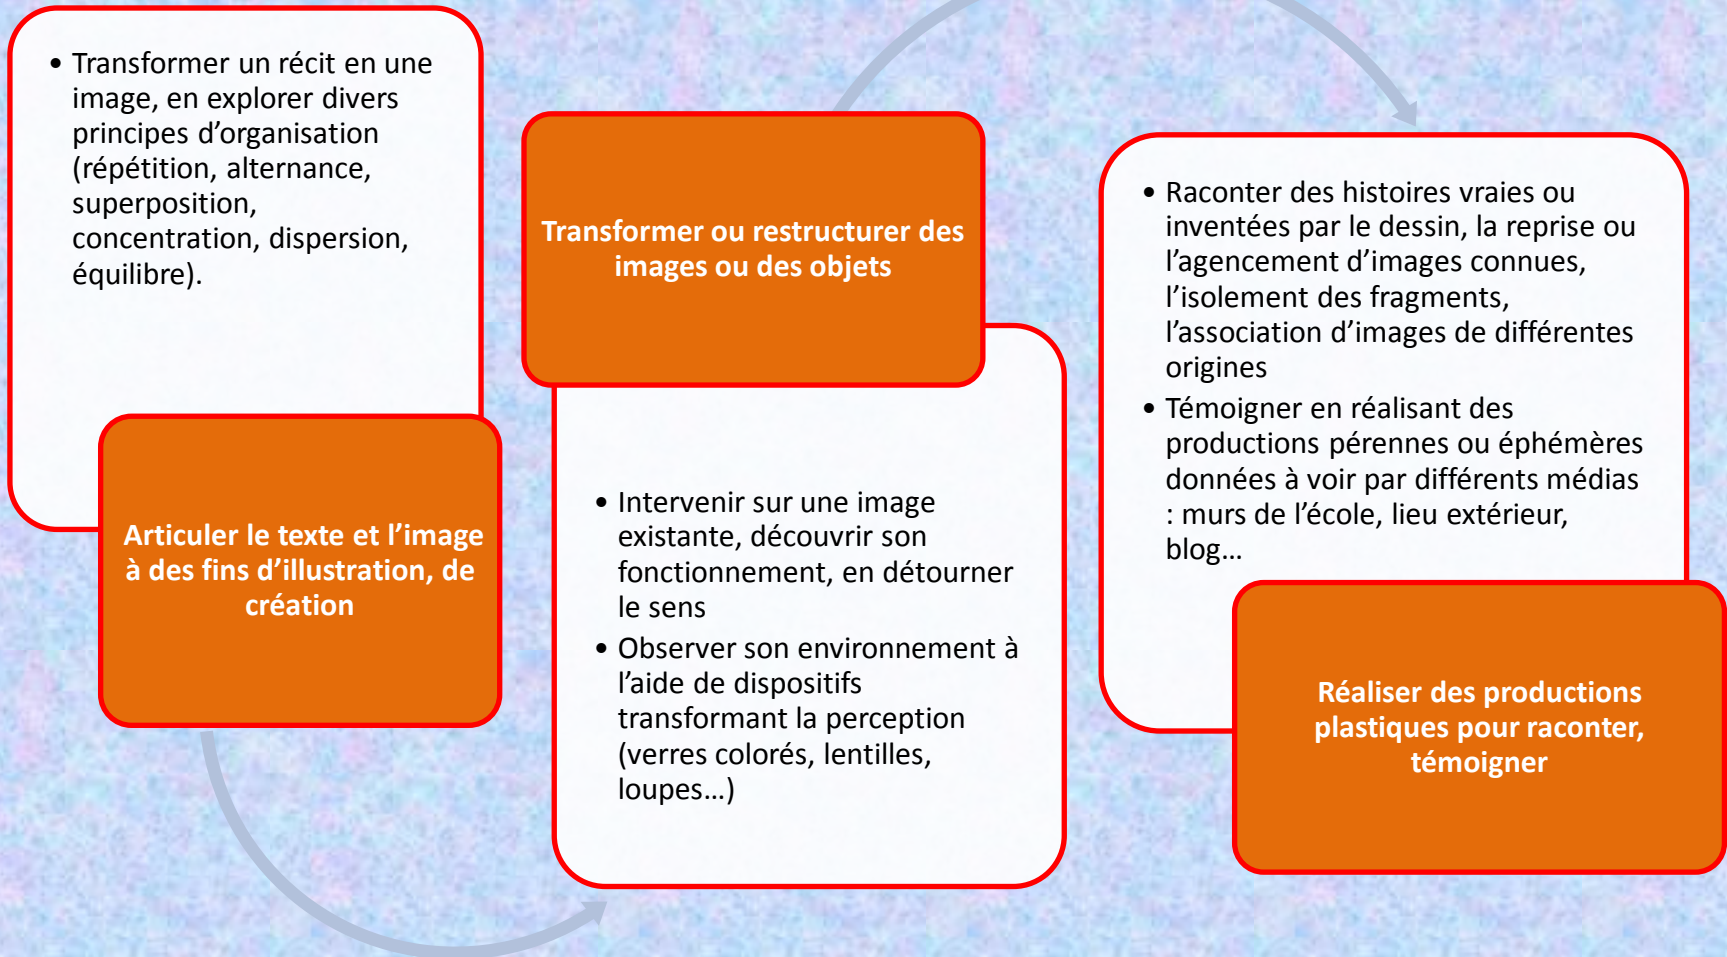 • Transformer un récit en une
image, en explorer divers
principes d’organisation
(répétition, alternance,
superposition,
concentration, dispersion,
équilibre).
Articuler le texte et l’image
à des fins d’illustration, de
création
Transformer ou restructurer des
images ou des objets
• Intervenir sur une image
existante, découvrir son
fonctionnement, en détourner
le sens
• Observer son environnement à
l’aide de dispositifs
transformant la perception
(verres colorés, lentilles,
loupes…)
• Raconter des histoires vraies ou
inventées par le dessin, la reprise ou
l’agencement d’images connues,
l’isolement des fragments,
l’association d’images de différentes
origines
• Témoigner en réalisant des
productions pérennes ou éphémères
données à voir par différents médias
: murs de l’école, lieu extérieur,
blog…
Réaliser des productions
plastiques pour raconter,
témoigner